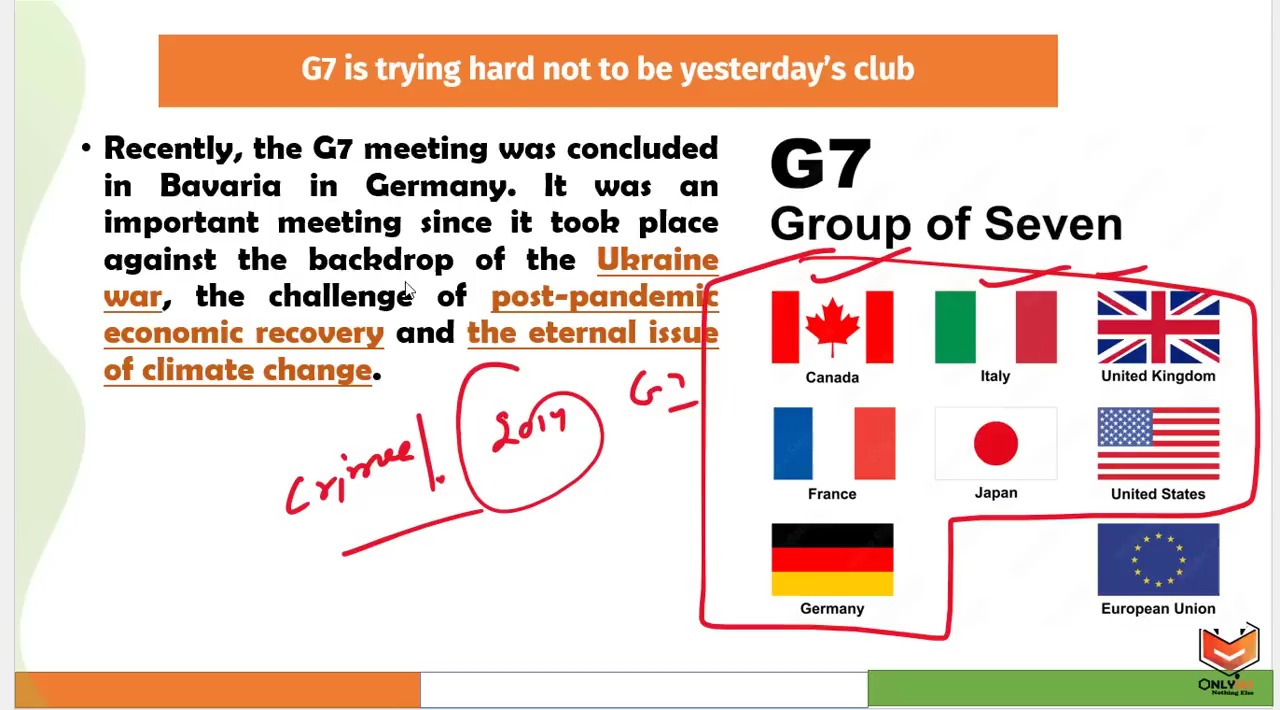 G7 is trying hard not to be yesterday's club
• Recently, the G7 meeting was concluded
in Bavaria in Germany. It was an
important meeting since it took place
against the backdrop of the Ukraine
war, the challenge of post-pandemic
economic recovery and the eternal issue
of climate change.
Crimea
2014
G7
G7
Group of Seven
Canada
Italy
United Kingdom
France
Japan
United States
Germany
European Union
ONLYIAS
Nothing Else